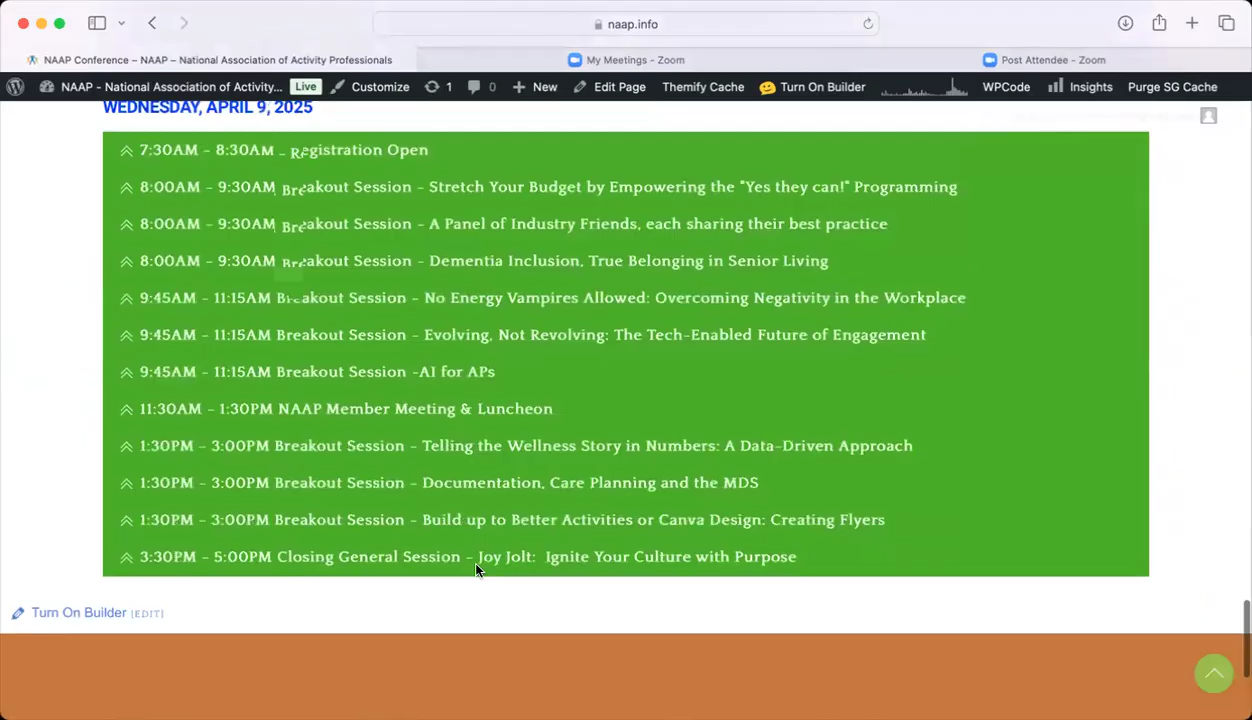 naap.info
NAAP Conference – NAAP – National Association of Activity Professionals
My Meetings – Zoom
Post Attendee – Zoom
NAAP - National Association of Activity... Live Customize 1 0 New Edit Page Themify Cache Turn On Builder WPCode Insights Purge SG Cache
WEDNESDAY, APRIL 9, 2025
7:30AM – 8:30AM – Registration Open
8:00AM – 9:30AM Breakout Session – Stretch Your Budget by Empowering the "Yes they can!" Programming
8:00AM – 9:30AM Breakout Session – A Panel of Industry Friends, each sharing their best practice
8:00AM – 9:30AM Breakout Session – Dementia Inclusion, True Belonging in Senior Living
9:45AM – 11:15AM Breakout Session – No Energy Vampires Allowed: Overcoming Negativity in the Workplace
9:45AM – 11:15AM Breakout Session – Evolving, Not Revolving: The Tech-Enabled Future of Engagement
9:45AM – 11:15AM Breakout Session -AI for APs
11:30AM – 1:30PM NAAP Member Meeting & Luncheon
1:30PM – 3:00PM Breakout Session – Telling the Wellness Story in Numbers: A Data-Driven Approach
1:30PM – 3:00PM Breakout Session – Documentation, Care Planning and the MDS
1:30PM – 3:00PM Breakout Session – Build up to Better Activities or Canva Design: Creating Flyers
3:30PM – 5:00PM Closing General Session – Joy Jolt: Ignite Your Culture with Purpose
Turn On Builder [EDIT]